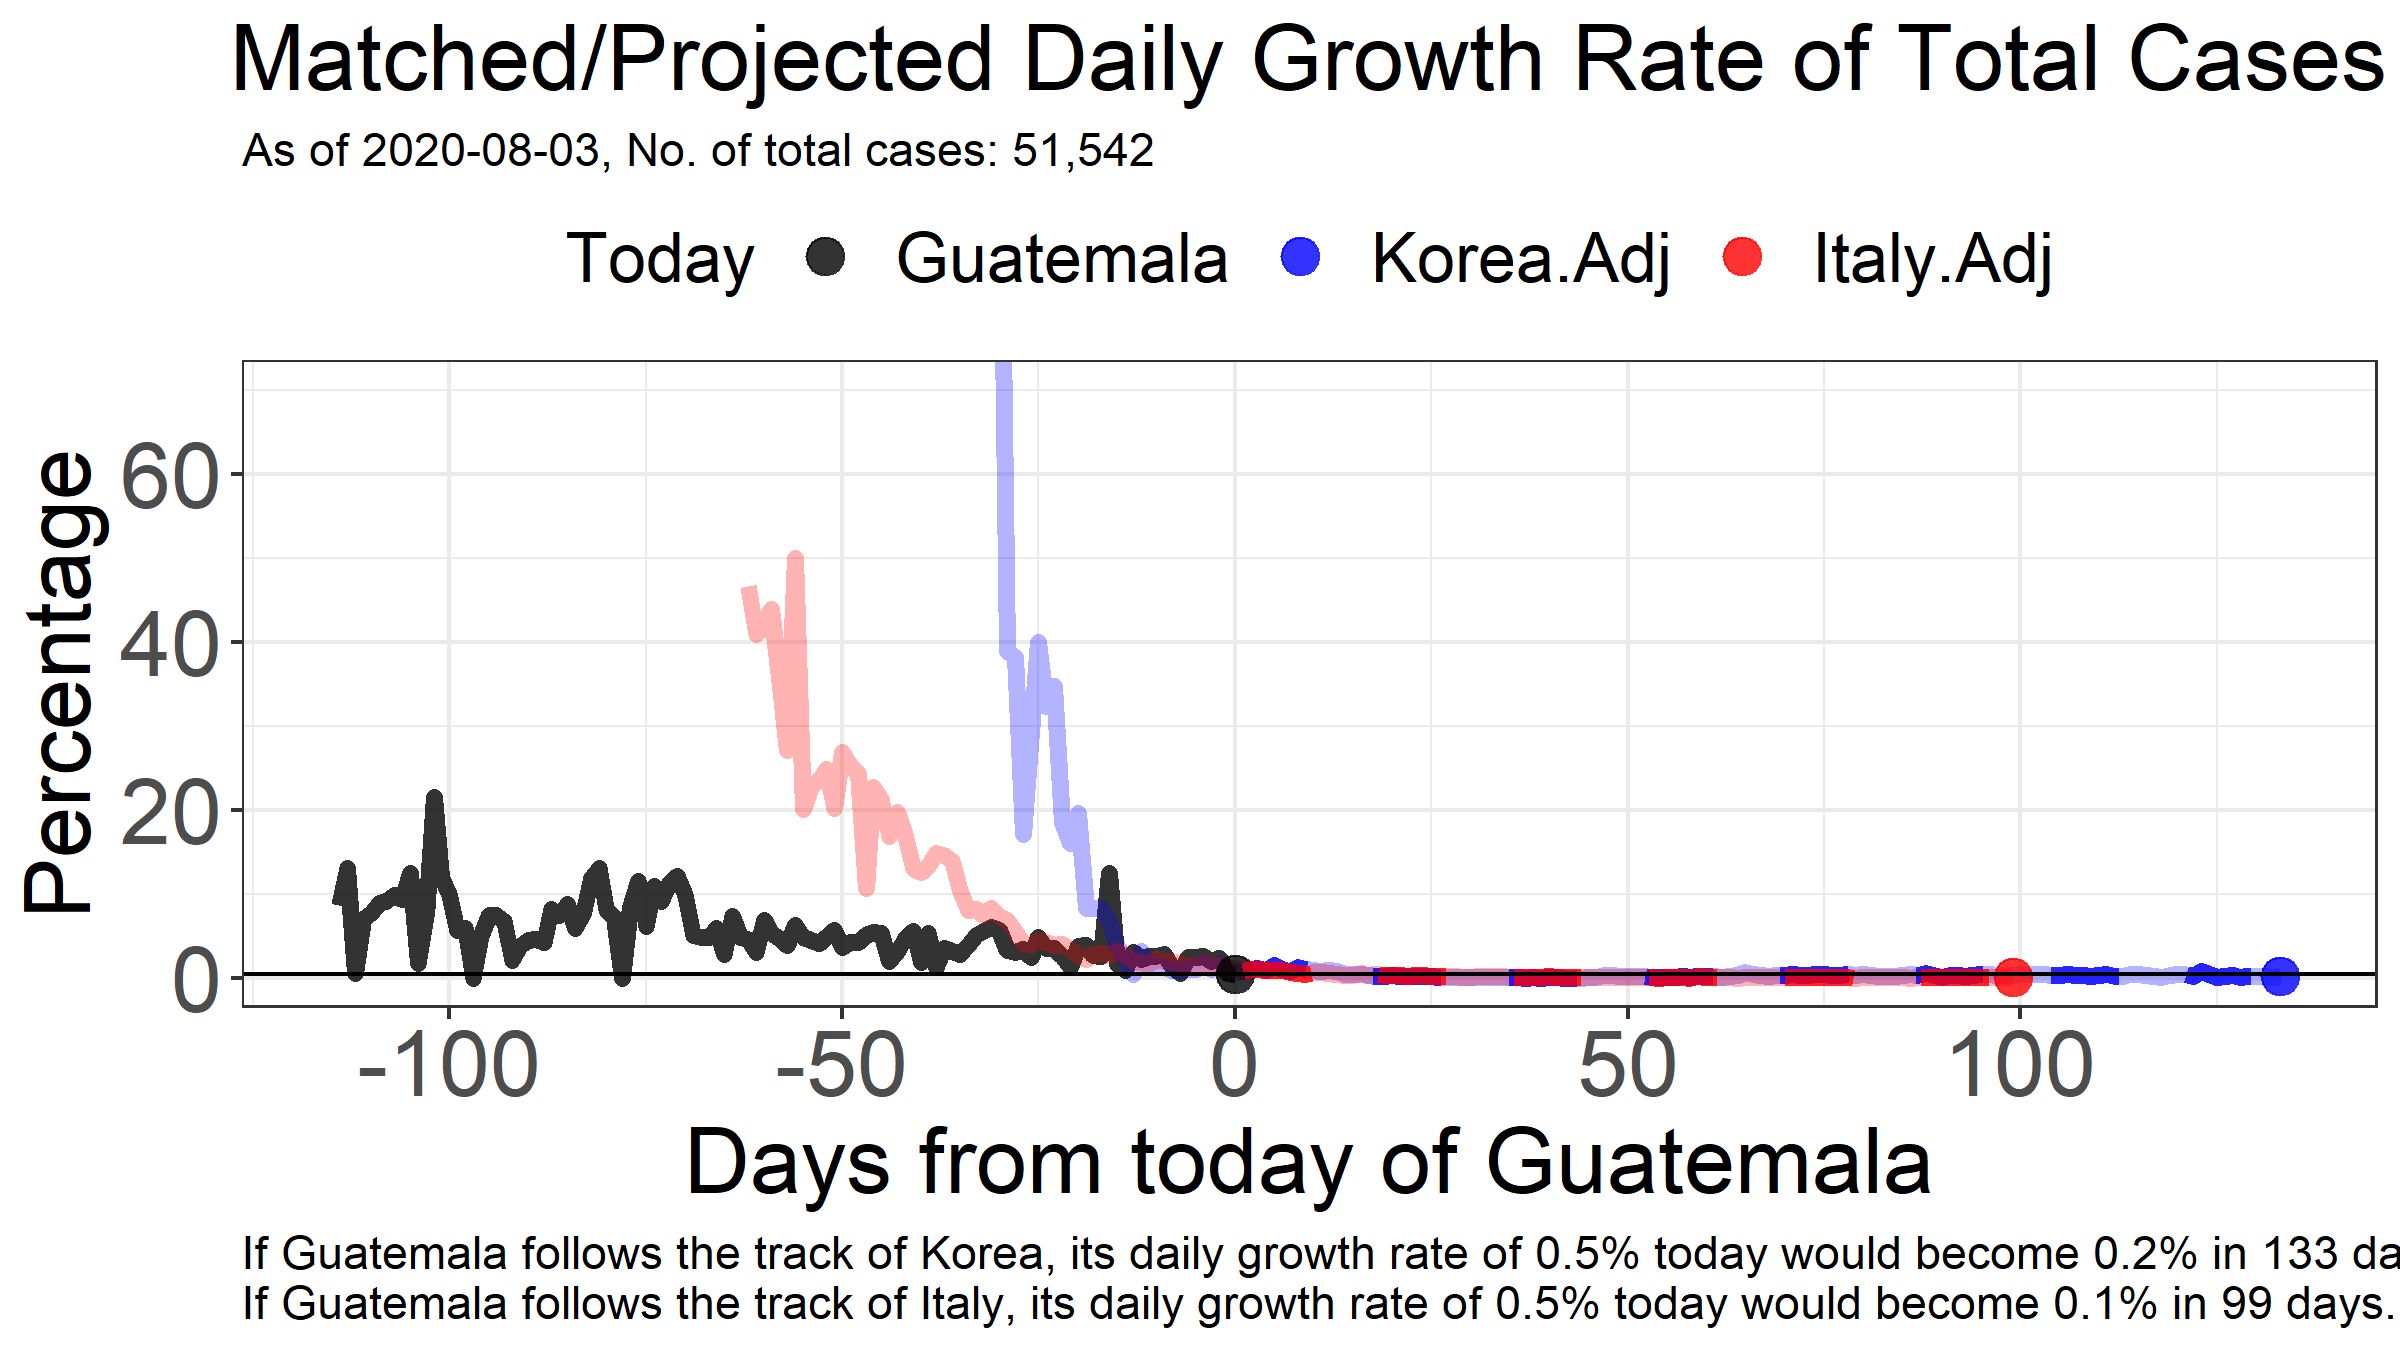 Matched/Projected Daily Growth Rate of Total Cases
As of 2020-08-03, No. of total cases: 51,542
Today Guatemala Korea.Adj Italy.Adj
Percentage
60
40
20
0
-100 -50 0 50 100
Days from today of Guatemala
If Guatemala follows the track of Korea, its daily growth rate of 0.5% today would become 0.2% in 133 da
If Guatemala follows the track of Italy, its daily growth rate of 0.5% today would become 0.1% in 99 days.